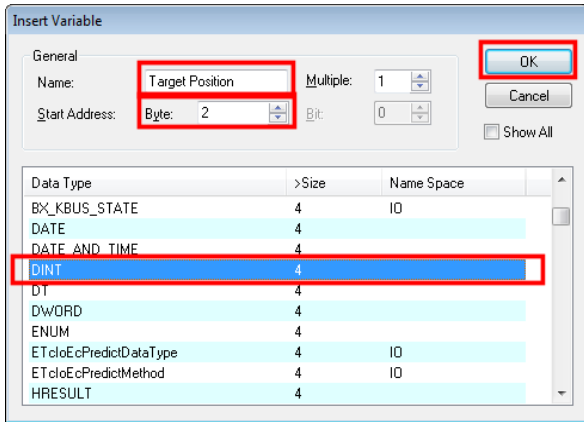 Insert Variable
General
Name: Target Position Multiple: 1
Start Address: Byte: 2 Bit: 0
OK
Cancel
Show All
Data Type >Size Name Space
BX_KBUS_STATE 4 IO
DATE 4
DATE_AND_TIME 4
DINT 4
DT 4
DWORD 4
ENUM 4
ETcIoEcPredictDataType 4 IO
ETcIoEcPredictMethod 4 IO
HRESULT 4